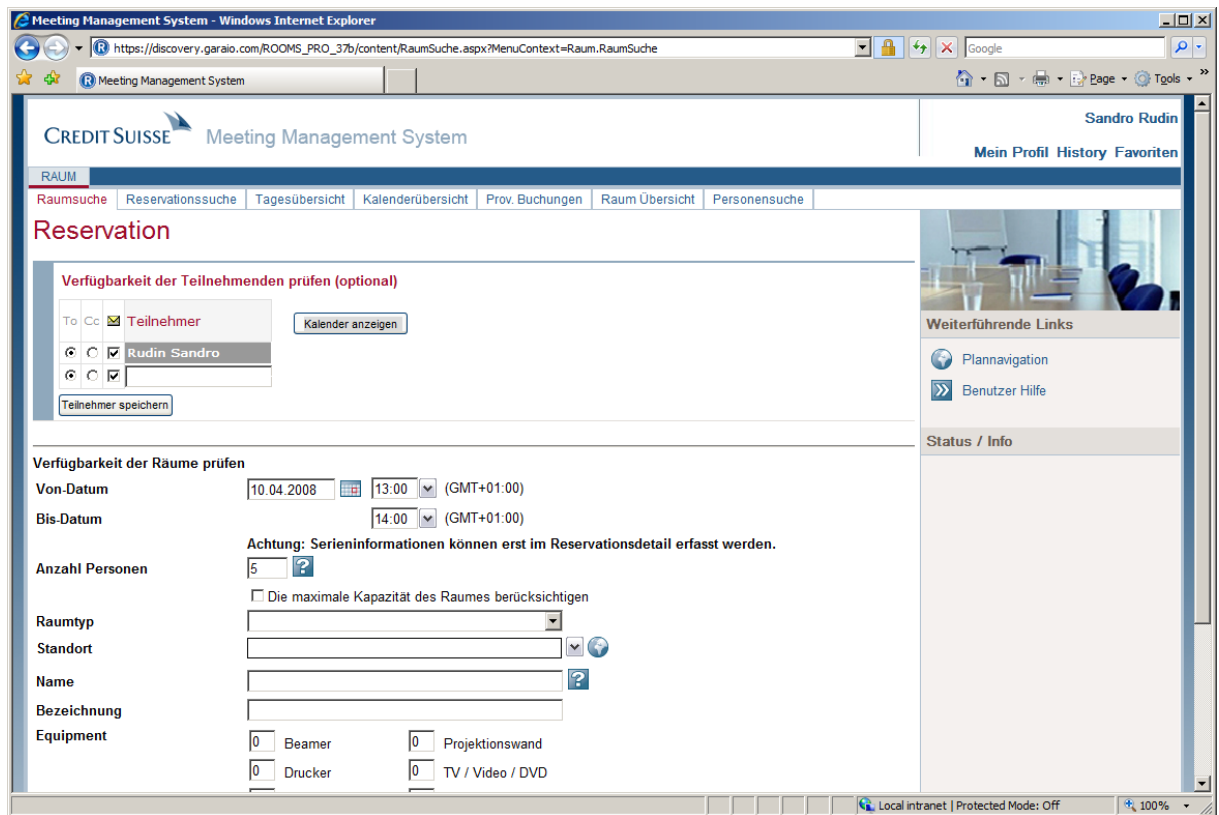 Meeting Management System - Windows Internet Explorer
https://discovery.garaio.com/ROOMS_PRO_37b/content/RaumSuche.aspx?MenuContext=Raum.RaumSuche
Google
Meeting Management System
Page Tools
CREDIT SUISSE Meeting Management System
Sandro Rudin
Mein Profil History Favoriten
RAUM
Raumsuche Reservationssuche Tagesübersicht Kalenderübersicht Prov. Buchungen Raum Übersicht Personensuche
Reservation
Verfügbarkeit der Teilnehmenden prüfen (optional)
To Cc Teilnehmer
Kalender anzeigen
Rudin Sandro
Teilnehmer speichern
Weiterführende Links
Plannavigation
Benutzer Hilfe
Status / Info
Verfügbarkeit der Räume prüfen
Von-Datum 10.04.2008 13:00 (GMT+01:00)
Bis-Datum 14:00 (GMT+01:00)
Achtung: Serieninformationen können erst im Reservationsdetail erfasst werden.
Anzahl Personen 5 ?
Die maximale Kapazität des Raumes berücksichtigen
Raumtyp
Standort
Name ?
Bezeichnung
Equipment
0 Beamer 0 Projektionswand
0 Drucker 0 TV / Video / DVD
Local intranet | Protected Mode: Off 100%